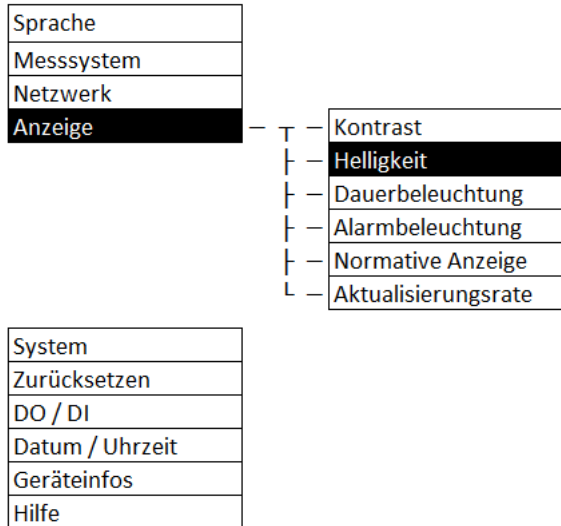 Sprache
Messsystem
Netzwerk
Anzeige
Kontrast
Helligkeit
Dauerbeleuchtung
Alarmbeleuchtung
Normative Anzeige
Aktualisierungsrate
System
Zurücksetzen
DO / DI
Datum / Uhrzeit
Geräteinfos
Hilfe